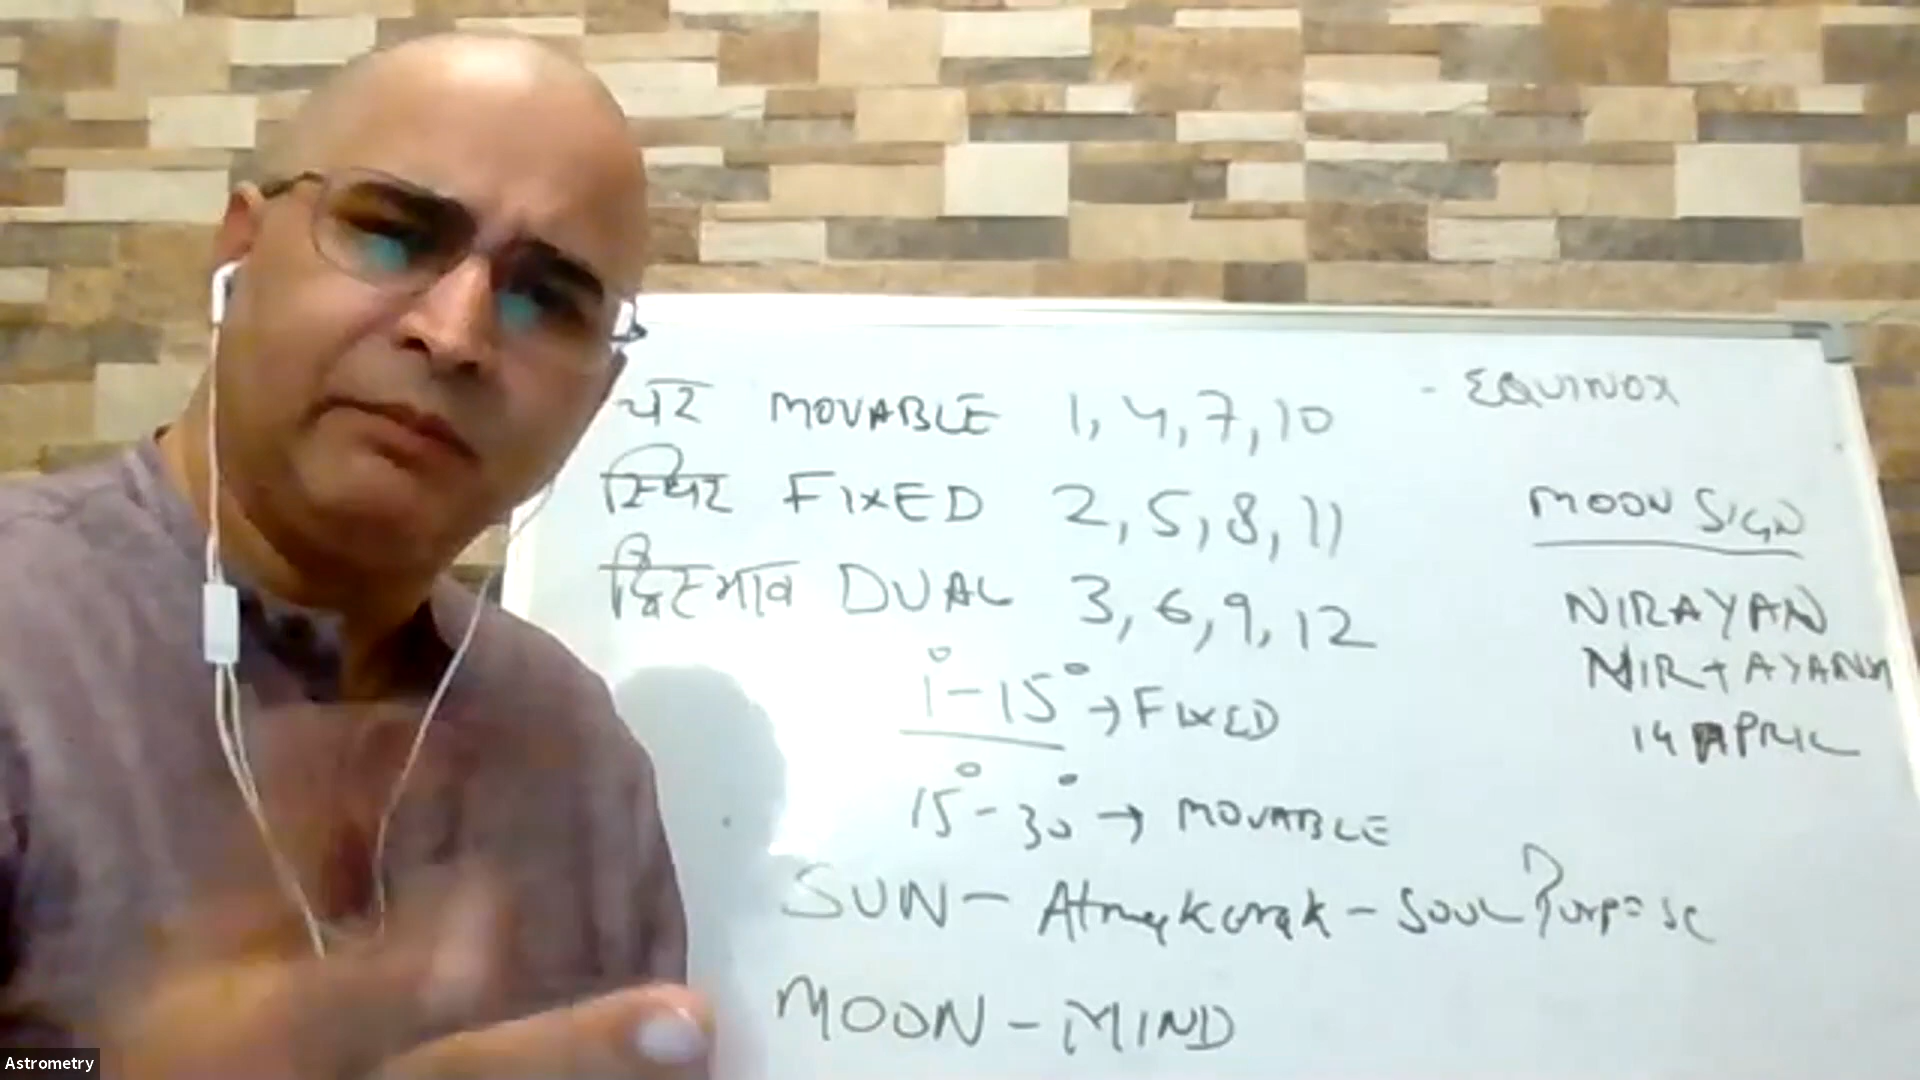 चर MOVABLE 1, 4, 7, 10 - EQUINOX
स्थिर FIXED 2, 5, 8, 11
द्विस्वभाव DUAL 3, 6, 9, 12
1° - 15° → FIXED
15° - 30° → MOVABLE
SUN - Atmakarak - SOUL Purpose
MOON - MIND
MOON SIGN
NIRAYAN
NIR + AYANN
14 APRIL
Astrometry